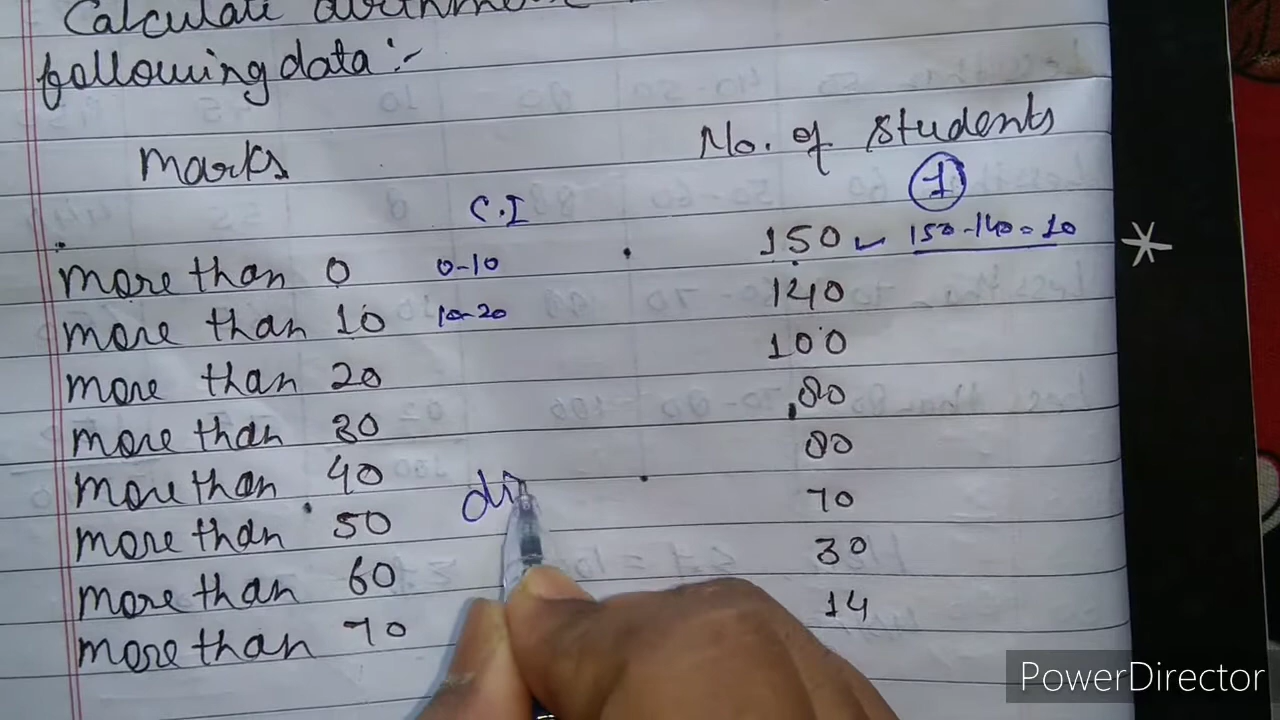 Calculate
following data :-
Marks No. of students
C.I 1
more than 0 0-10 150 150-140=10
more than 10 10-20 140
more than 20 100
more than 30 80
more than 40 80
more than 50 70
more than 60 30
more than 70 14
PowerDirector